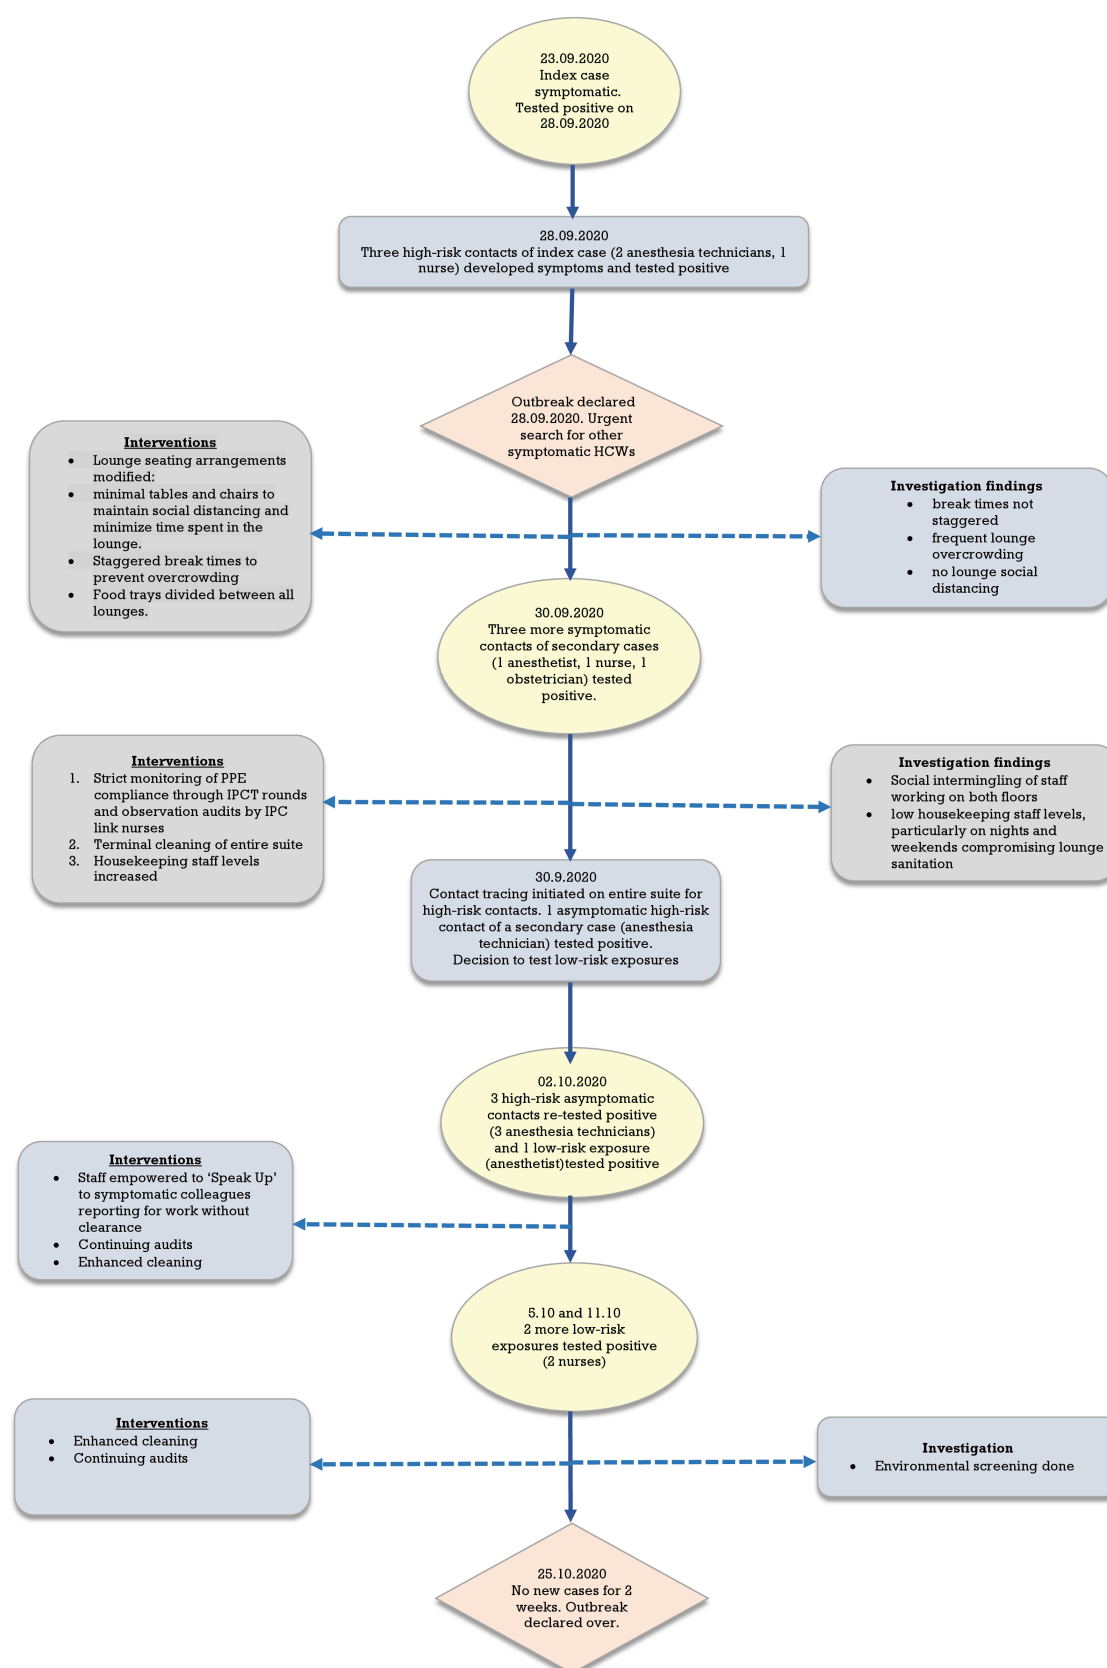 23.09.2020
Index case
symptomatic.
Tested positive on
28.09.2020
28.09.2020
Three high-risk contacts of index case (2 anesthesia technicians, 1
nurse) developed symptoms and tested positive
Outbreak declared
28.09.2020. Urgent
search for other
symptomatic HCWs
Interventions
• Lounge seating arrangements
modified:
• minimal tables and chairs to
maintain social distancing and
minimize time spent in the
lounge.
• Staggered break times to
prevent overcrowding
• Food trays divided between all
lounges.
Investigation findings
• break times not
staggered
• frequent lounge
overcrowding
• no lounge social
distancing
30.09.2020
Three more symptomatic
contacts of secondary cases
(1 anesthetist, 1 nurse, 1
obstetrician) tested
positive.
Interventions
1. Strict monitoring of PPE
compliance through IPCT rounds
and observation audits by IPC
link nurses
2. Terminal cleaning of entire suite
3. Housekeeping staff levels
increased
Investigation findings
• Social intermingling of staff
working on both floors
• low housekeeping staff levels,
particularly on nights and
weekends compromising lounge
sanitation
30.9.2020
Contact tracing initiated on entire suite for
high-risk contacts. 1 asymptomatic high-risk
contact of a secondary case (anesthesia
technician) tested positive.
Decision to test low-risk exposures
02.10.2020
3 high-risk asymptomatic
contacts re-tested positive
(3 anesthesia technicians)
and 1 low-risk exposure
(anesthetist)tested positive
Interventions
• Staff empowered to ‘Speak Up’
to symptomatic colleagues
reporting for work without
clearance
• Continuing audits
• Enhanced cleaning
5.10 and 11.10
2 more low-risk
exposures tested positive
(2 nurses)
Interventions
• Enhanced cleaning
• Continuing audits
Investigation
• Environmental screening done
25.10.2020
No new cases for 2
weeks. Outbreak
declared over.